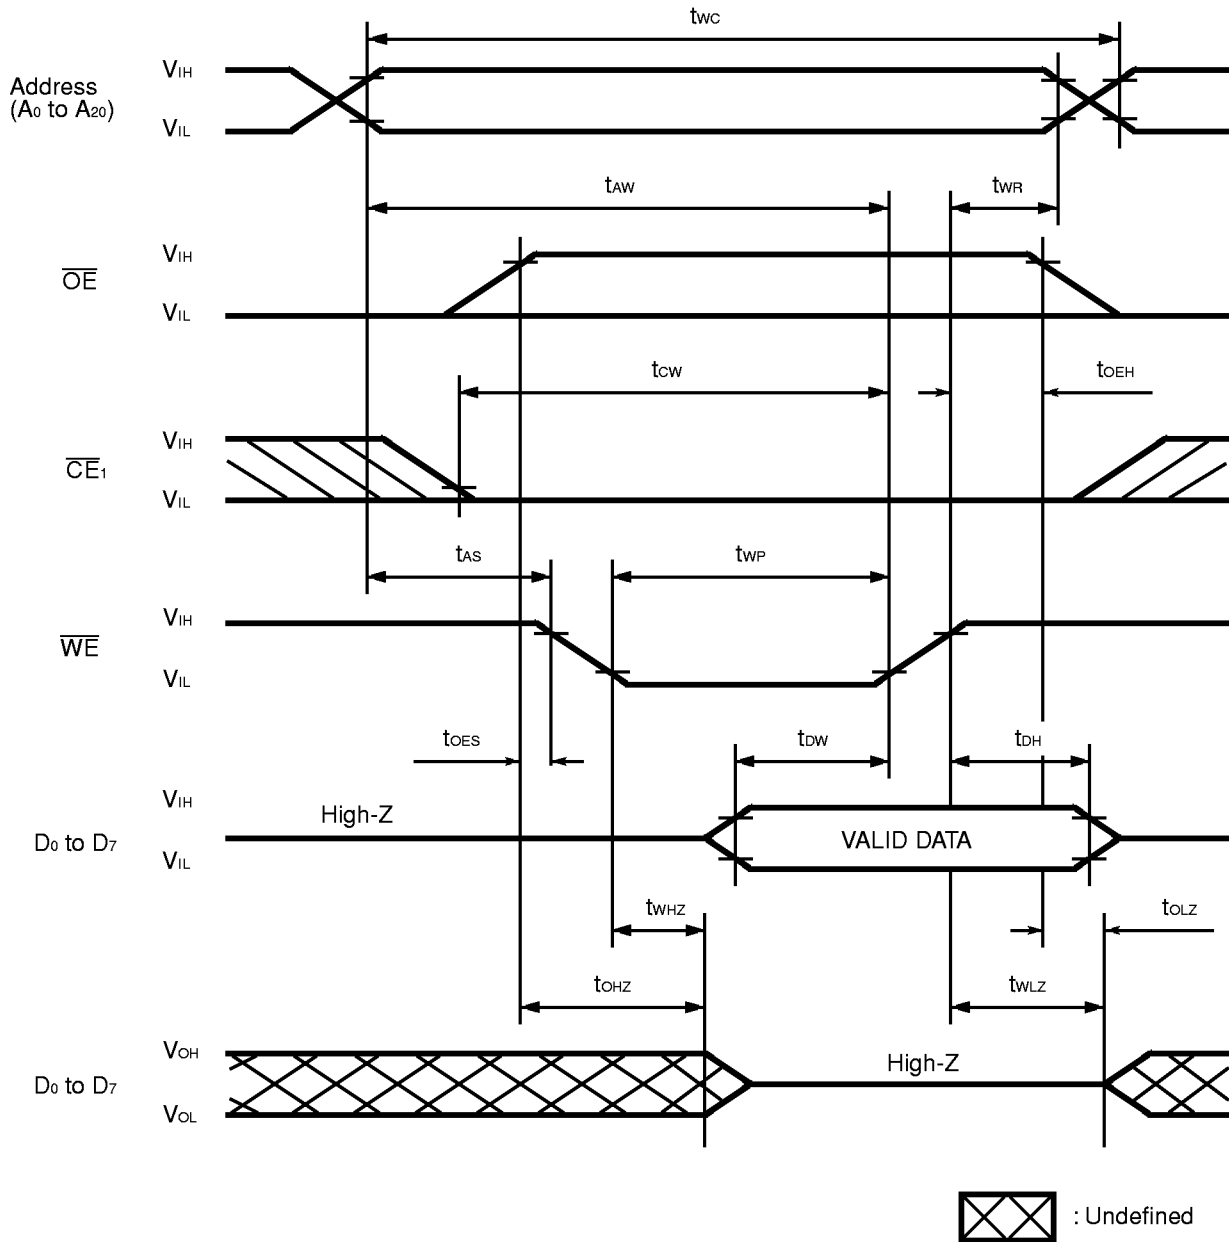 tWC
Address
(A0 to A20)
VIH
VIL
tAW
tWR
OE
VIH
VIL
tCW
tOEH
CE1
VIH
VIL
tAS
tWP
WE
VIH
VIL
tOES
tDW
tDH
D0 to D7
VIH
VIL
High-Z
VALID DATA
tWHZ
tOLZ
tOHZ
tWLZ
D0 to D7
VOH
VOL
High-Z
: Undefined